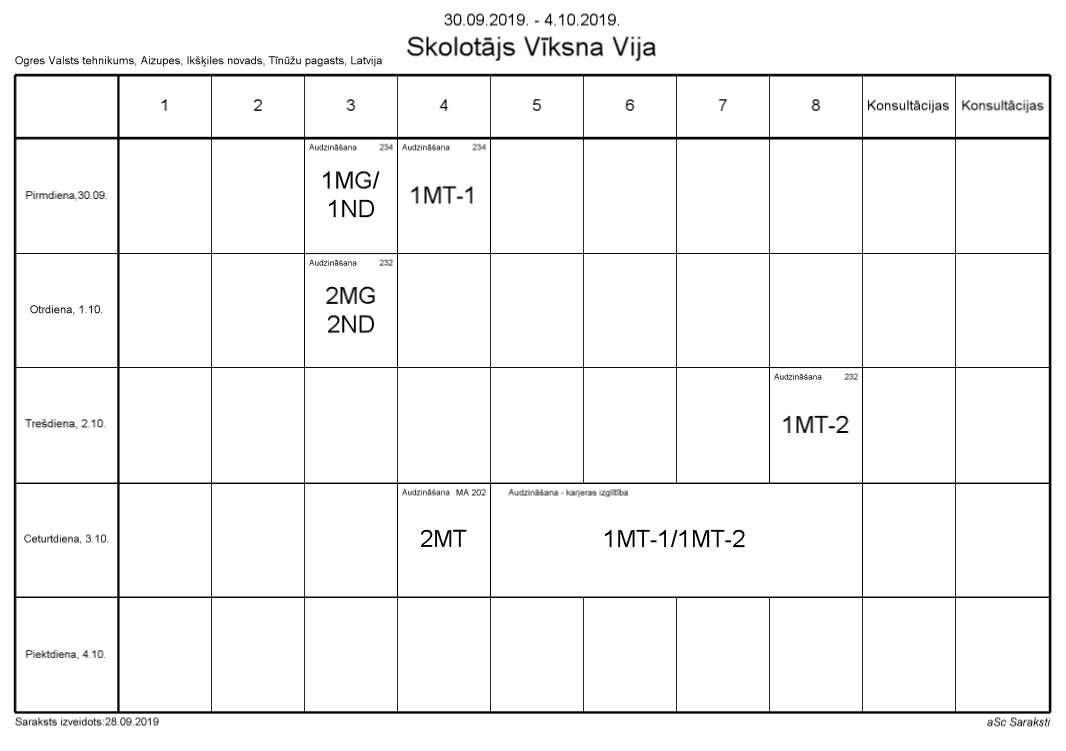 30.09.2019. - 4.10.2019.
Skolotājs Vīksna Vija
Ogres Valsts tehnikums, Aizupes, Ikšķiles novads, Tīnūžu pagasts, Latvija
1 2 3 4 5 6 7 8 Konsultācijas Konsultācijas
Audzināšana 234 Audzināšana 234
Pirmdiena,30.09. 1MG/ 1MT-1
1ND
Audzināšana 232
Otrdiena, 1.10. 2MG
2ND
Audzināšana 232
Trešdiena, 2.10. 1MT-2
Audzināšana MA 202 Audzināšana - karjeras izglītība
Ceturtdiena, 3.10. 2MT 1MT-1/1MT-2
Piektdiena, 4.10.
Saraksts izveidots:28.09.2019 aSc Saraksti